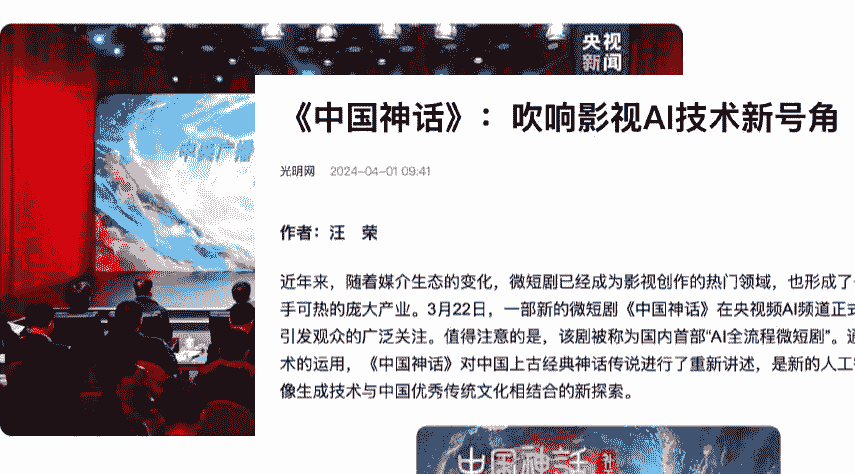 央视
新闻
《中国神话》：吹响影视AI技术新号角
光明网 2024-04-01 09:41
作者：汪 荣
近年来，随着媒介生态的变化，微短剧已经成为影视创作的热门领域，也形成了
手可热的庞大产业。3月22日，一部新的微短剧《中国神话》在央视频AI频道正式
引发观众的广泛关注。值得注意的是，该剧被称为国内首部“AI全流程微短剧”。通
术的运用，《中国神话》对中国上古经典神话传说进行了重新讲述，是新的人工
像生成技术与中国优秀传统文化相结合的新探索。
中国神话